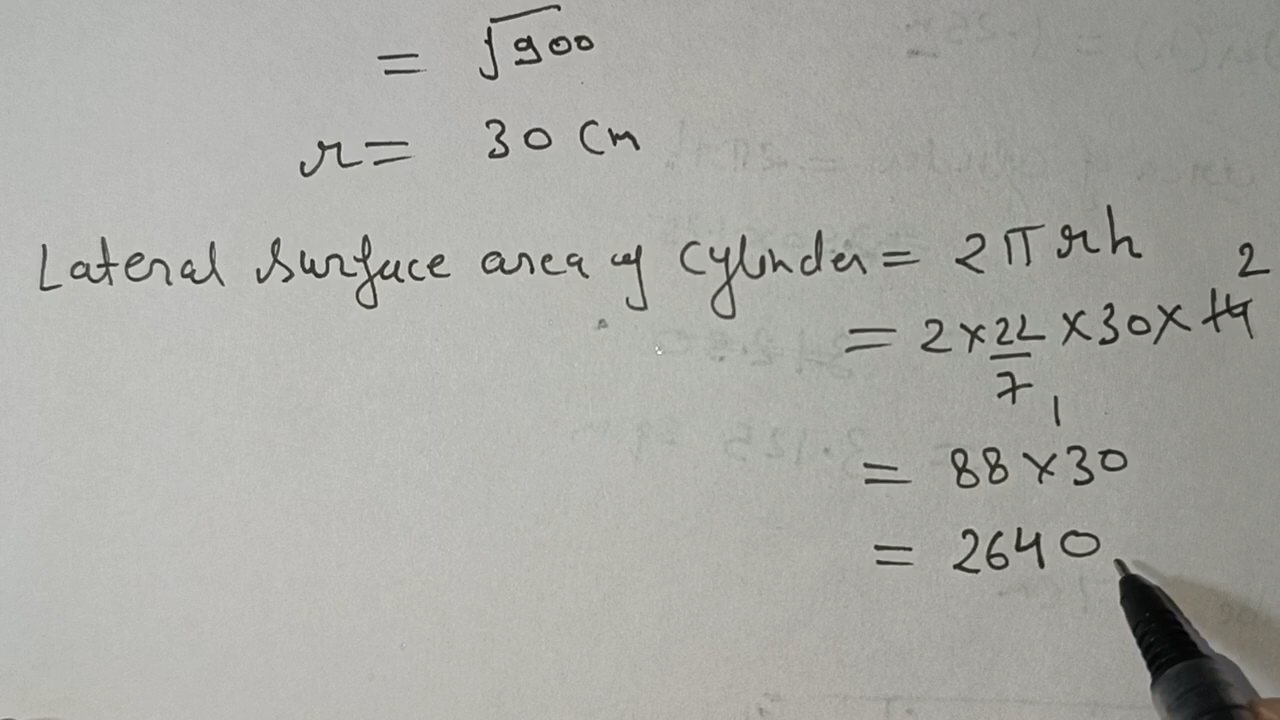 = √900
r = 30 cm
Lateral surface area of cylinder = 2πrh
= 2 × 22/7 × 30 × 14 2
1
= 88 × 30
= 2640